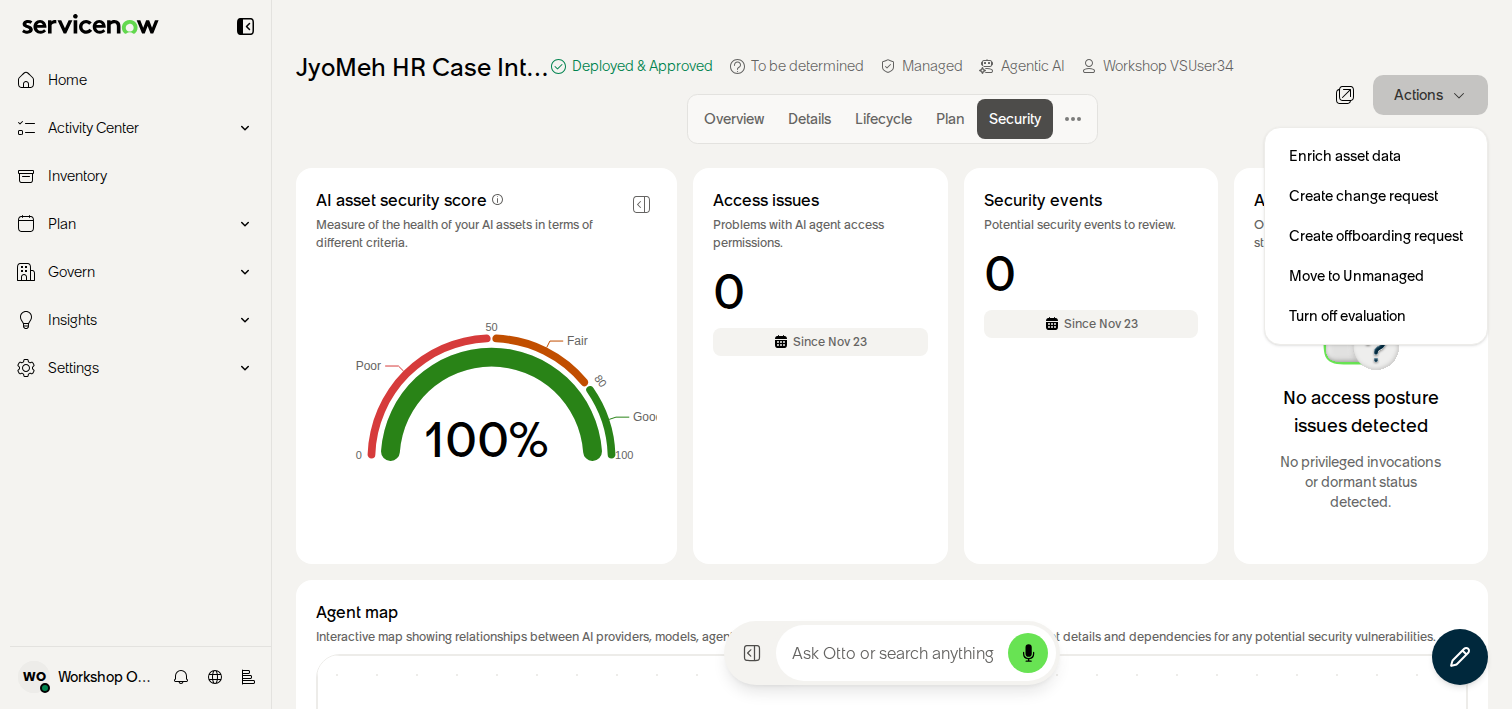 servicenow
Home
Activity Center
Inventory
Plan
Govern
Insights
Settings
WO
Workshop O...
JyoMeh HR Case Int...
Deployed & Approved
To be determined
Managed
Agentic AI
Workshop VSUser34
Actions
Overview
Details
Lifecycle
Plan
Security
Enrich asset data
Create change request
Create offboarding request
Move to Unmanaged
Turn off evaluation
AI asset security score
Measure of the health of your AI assets in terms of
different criteria.
50
Fair
Poor
80
Good
100%
0
100
Access issues
Problems with AI agent access
permissions.
0
Since Nov 23
Security events
Potential security events to review.
0
Since Nov 23
A
O
st
No access posture
issues detected
No privileged invocations
or dormant status
detected.
Agent map
Interactive map showing relationships between AI providers, models, agen
t details and dependencies for any potential security vulnerabilities.
Ask Otto or search anything